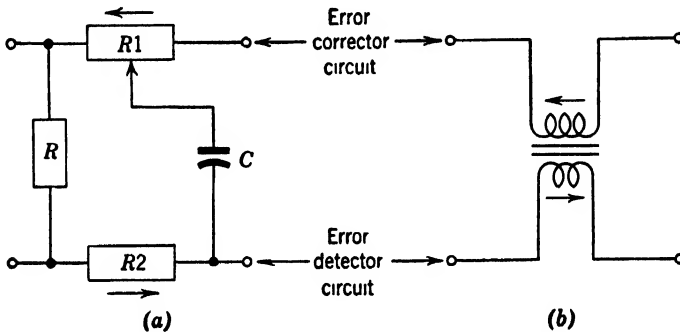 R1
Error
corrector
circuit
R
C
R2
Error
detector
circuit
(a)
(b)